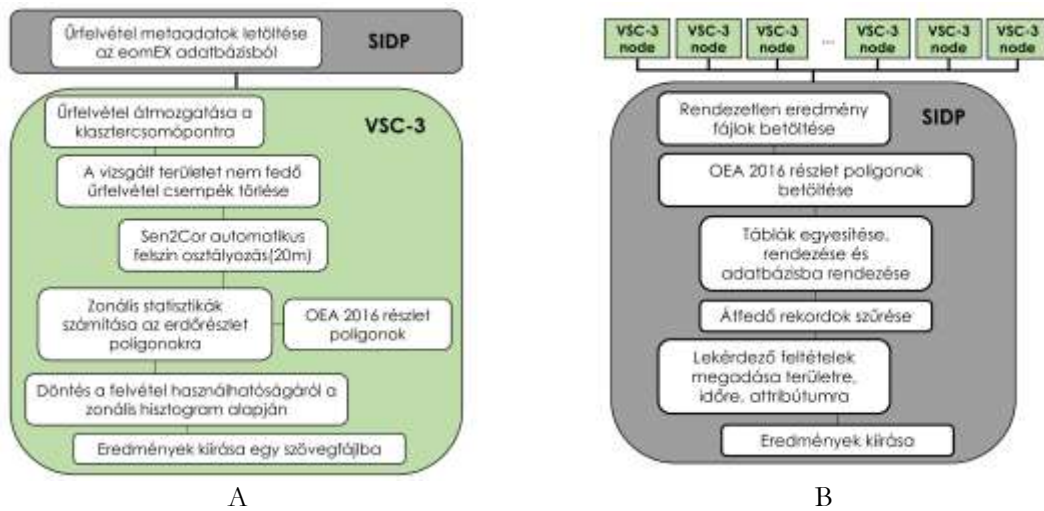 Űrfelvétel metaadatok letöltése
az eomEX adatbázisból
SIDP
Űrfelvétel átmozgatása a
klasztercsomópontra
VSC-3
A vizsgált területet nem fedő
űrfelvétel csempék törlése
Sen2Cor automatikus
felszín osztályozás(20m)
Zonális statisztikák
számítása az erdőrészlet
poligonokra
OEA 2016 részlet
poligonok
Döntés a felvétel használhatóságáról a
zonális hisztogram alapján
Eredmények kiírása egy szövegfájlba
A
VSC-3
node
VSC-3
node
VSC-3
node
...
VSC-3
node
VSC-3
node
VSC-3
node
Rendezetlen eredmény
fájlok betöltése
SIDP
OEA 2016 részlet poligonok
betöltése
Táblák egyesítése,
rendezése és
adatbázisba rendezése
Átfedő rekordok szűrése
Lekérdező feltételek
megadása területre,
időre, attribútumra
Eredmények kiírása
B